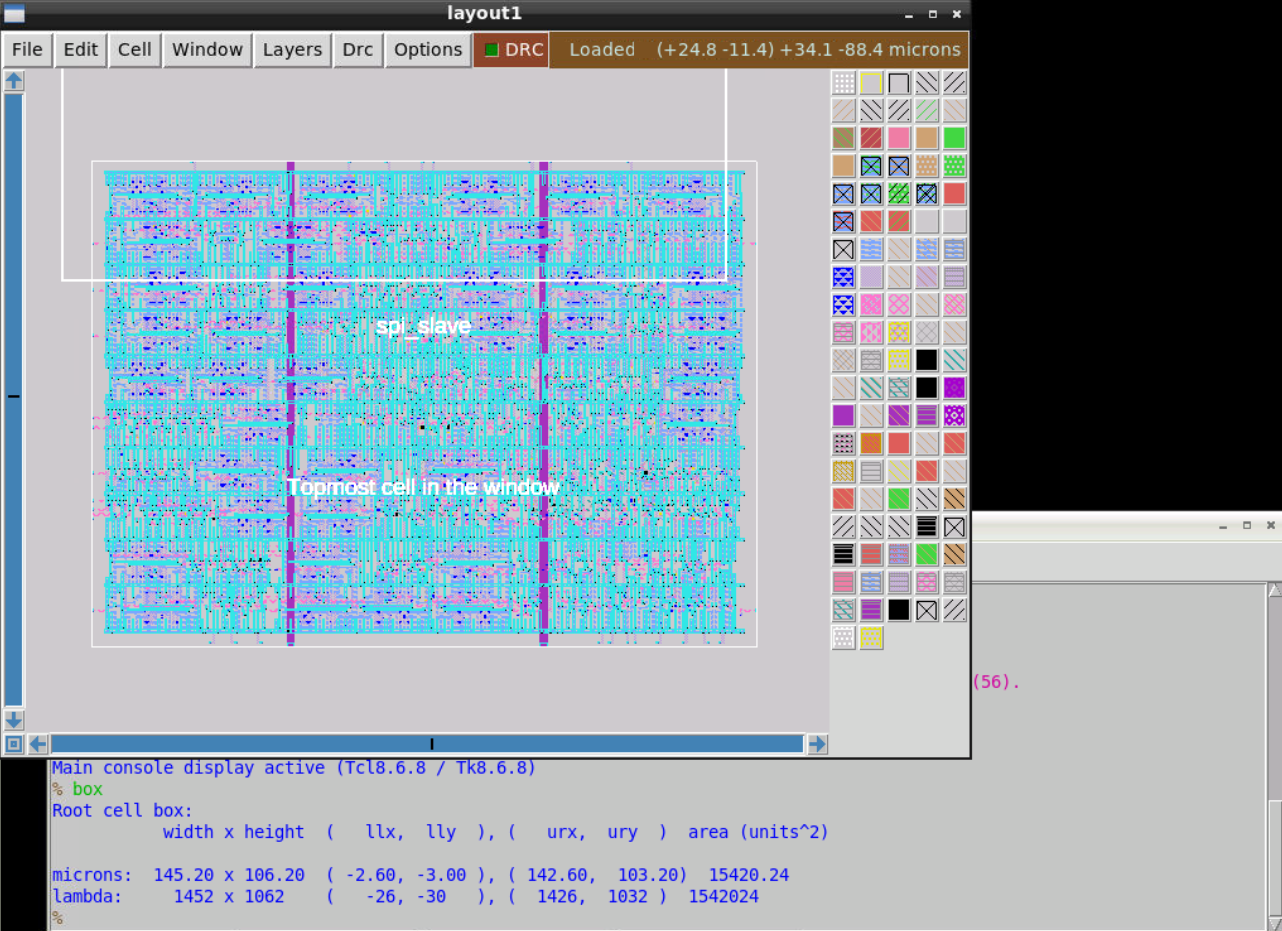 layout1
File Edit Cell Window Layers Drc Options DRC Loaded (+24.8 -11.4) +34.1 -88.4 microns
spi_slave
Topmost cell in the window
(56).
Main console display active (Tcl8.6.8 / Tk8.6.8)
% box
Root cell box:
width x height ( llx, lly ), ( urx, ury ) area (units^2)
microns: 145.20 x 106.20 ( -2.60, -3.00 ), ( 142.60, 103.20) 15420.24
lambda: 1452 x 1062 ( -26, -30 ), ( 1426, 1032 ) 1542024
%